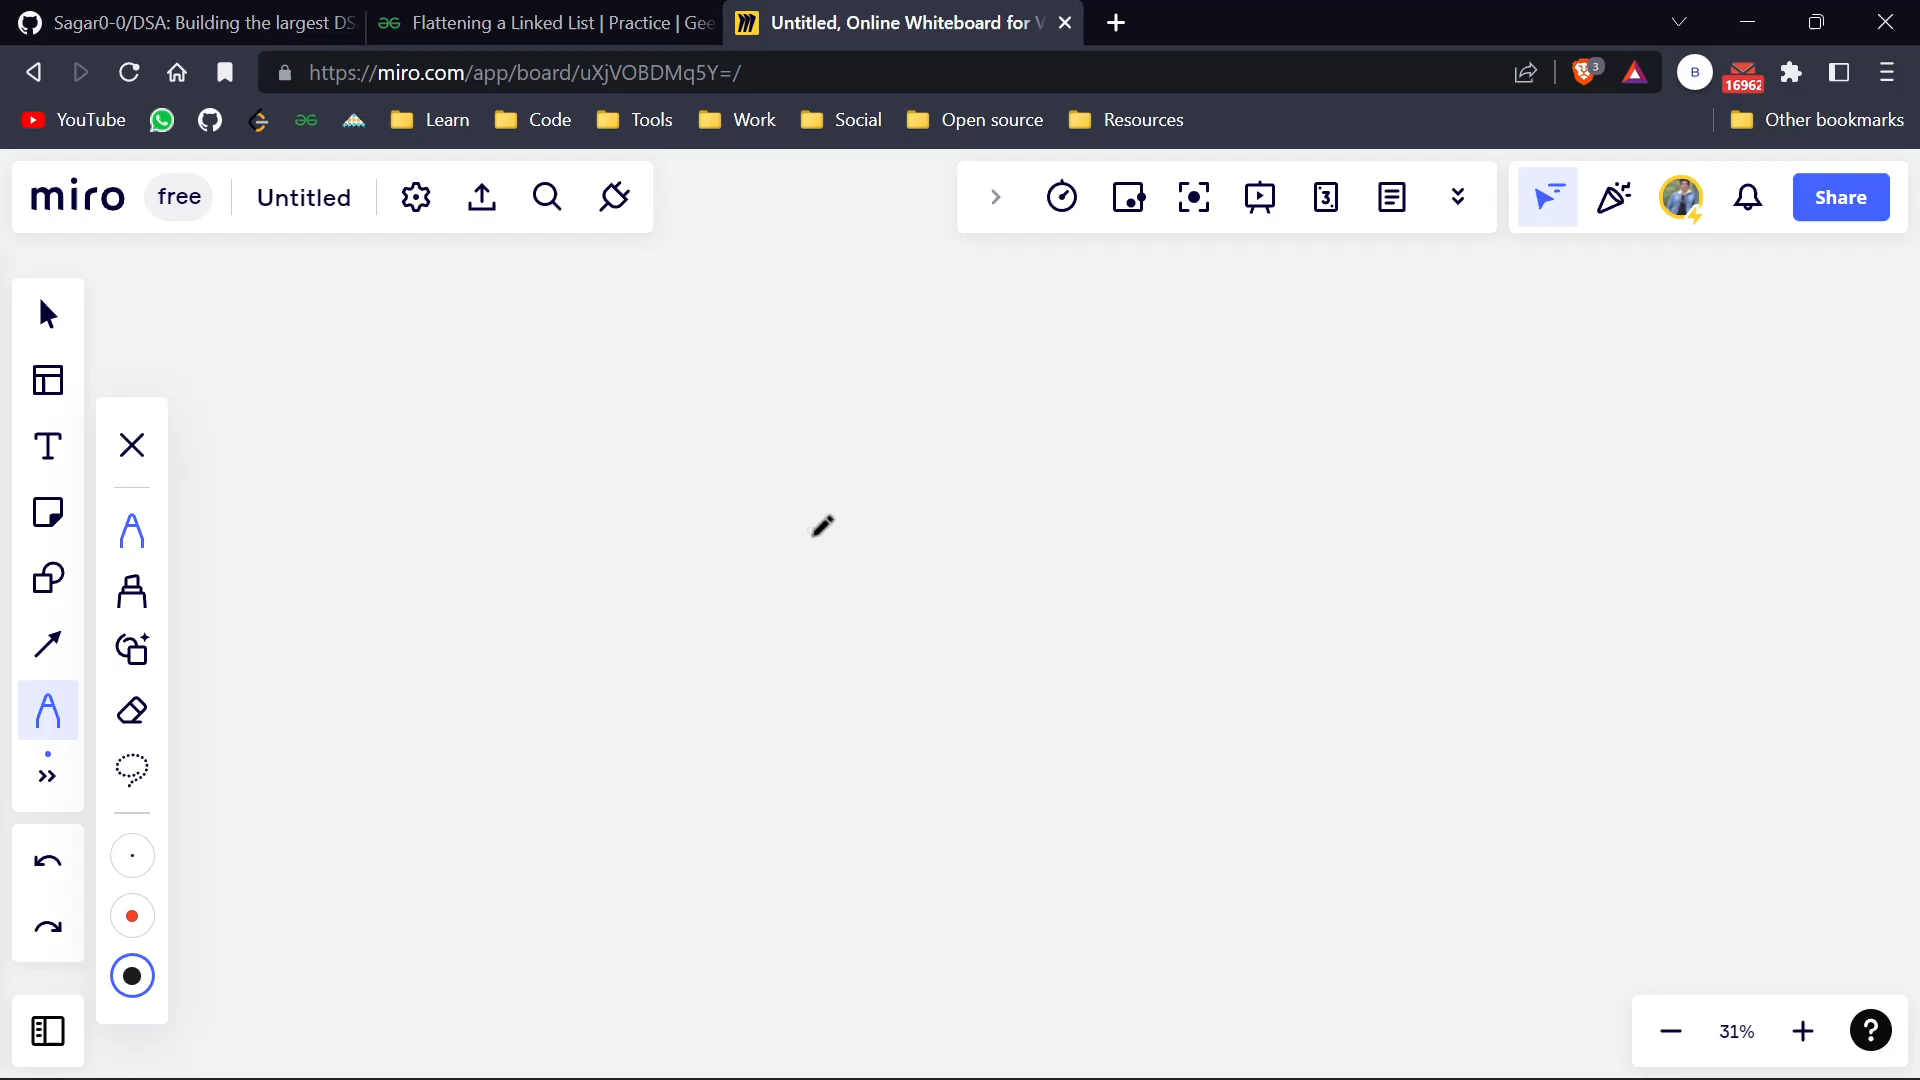 Sagar0-0/DSA: Building the largest DS
Flattening a Linked List | Practice | Gee
Untitled, Online Whiteboard for V
https://miro.com/app/board/uXjVOBDMq5Y=/
3
B
16962
YouTube
Learn
Code
Tools
Work
Social
Open source
Resources
Other bookmarks
miro
free
Untitled
3
Share
31%
?